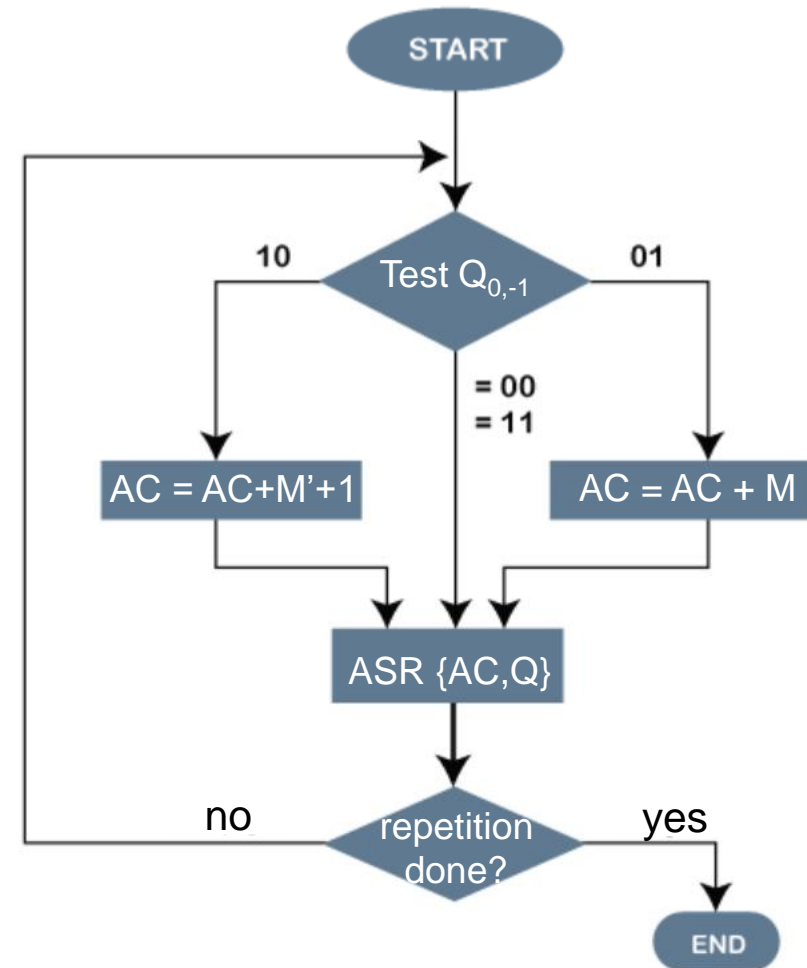 START
10
Test Q0,-1
01
= 00
= 11
AC = AC+M’+1
AC = AC + M
ASR {AC,Q}
no
repetition
done?
yes
END